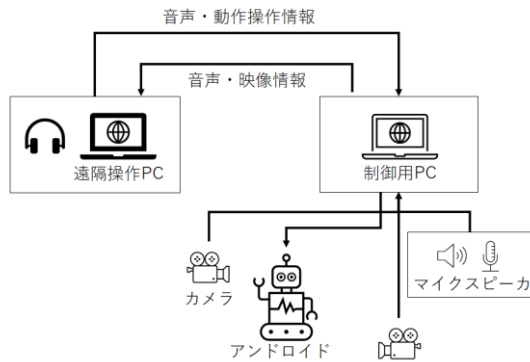 音声・動作操作情報
音声・映像情報
遠隔操作PC
制御用PC
カメラ
マイクスピーカ
アンドロイド